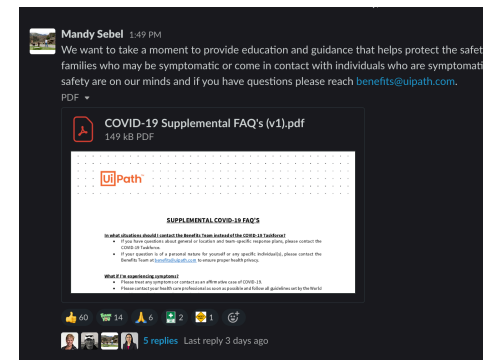 Mandy Sebel 1:49 PM
We want to take a moment to provide education and guidance that helps protect the safet
families who may be symptomatic or come in contact with individuals who are symptomati
safety are on our minds and if you have questions please reach benefits@uipath.com.
PDF
COVID-19 Supplemental FAQ's (v1).pdf
149 kB PDF
UiPath
SUPPLEMENTAL COVID-19 FAQ'S
In what situations should I contact the Benefits Team instead of the COVID-19 Taskforce?
• If you have questions about general or location and team-specific response plans, please contact the
COVID-19 Taskforce.
• If your question is of a personal nature for yourself or any specific individual(s), please contact the
Benefits Team at benefits@uipath.com to ensure proper health privacy.
What if I'm experiencing symptoms?
• Please treat any symptoms or contact as an affirmative case of COVID-19.
• Please contact your health care professional as soon as possible and follow all guidelines set by the World
60 14 6 2 1
5 replies Last reply 3 days ago